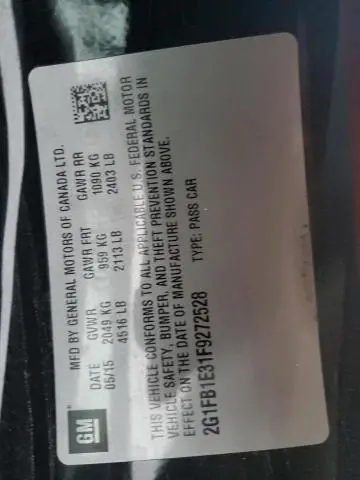 GM
MFD BY GENERAL MOTORS OF CANADA LTD.
DATE GVWR GAWR FRT GAWR RR
05/15 2049 KG 959 KG 1090 KG
4516 LB 2113 LB 2403 LB
THIS VEHICLE CONFORMS TO ALL APPLICABLE U.S. FEDERAL MOTOR
VEHICLE SAFETY, BUMPER, AND THEFT PREVENTION STANDARDS IN
EFFECT ON THE DATE OF MANUFACTURE SHOWN ABOVE.
2G1FB1E31F9272528 TYPE: PASS CAR